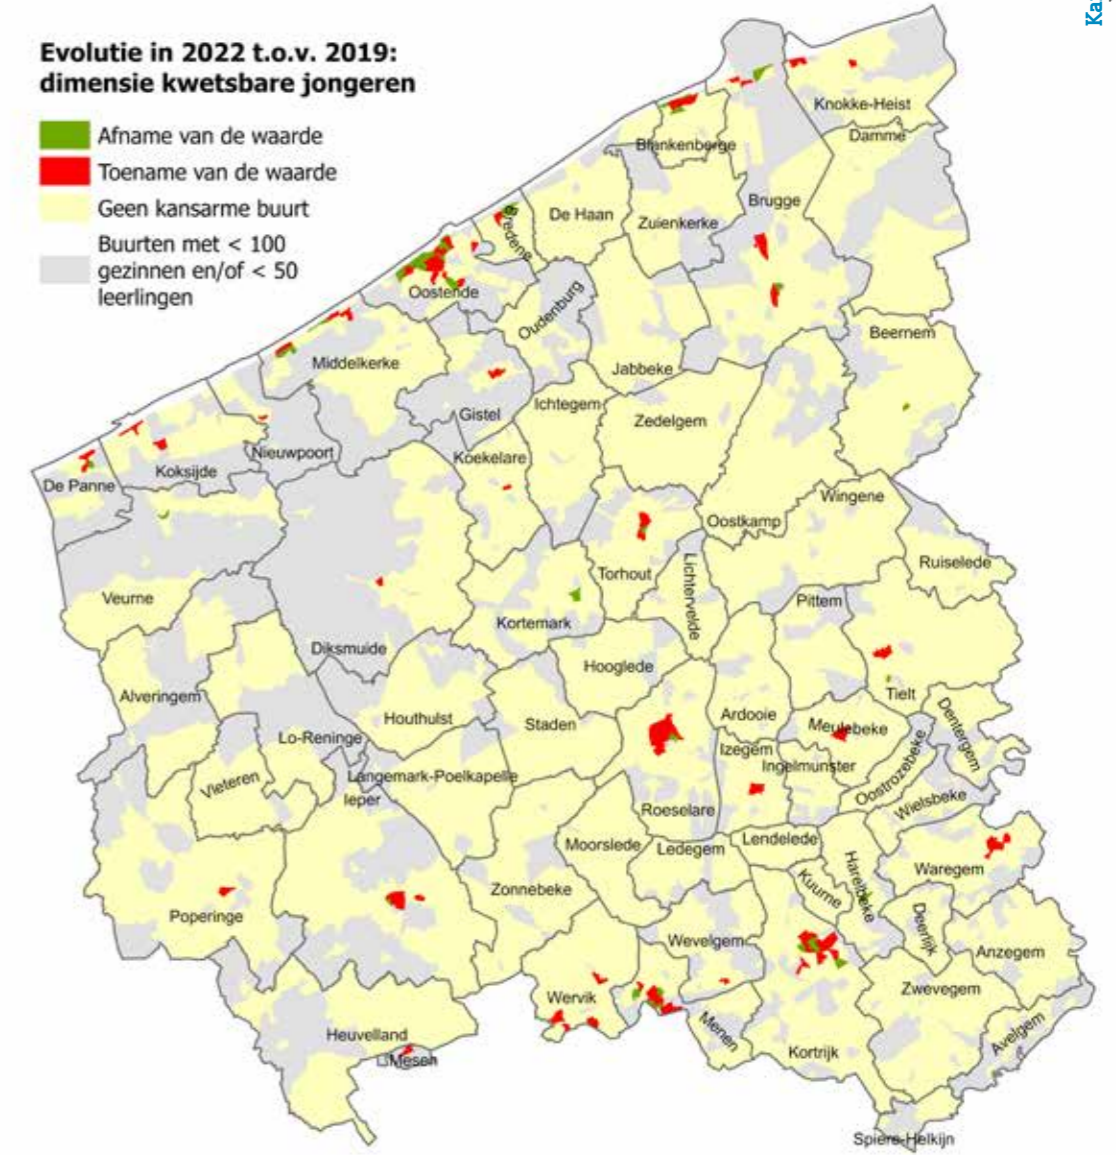 Ka
Evolutie in 2022 t.o.v. 2019:
dimensie kwetsbare jongeren
Afname van de waarde
Toename van de waarde
Geen kansarme buurt
Buurten met < 100
gezinnen en/of < 50
leerlingen
Knokke-Heist
Damme
Blankenberge
Brugge
De Haan
Zuienkerke
Bredene
Oostende
Oudenburg
Beernem
Middelkerke
Jabbeke
Gistel
Ichtegem
Zedelgem
Nieuwpoort
Koekelare
Koksijde
De Panne
Wingene
Oostkamp
Ruiselede
Torhout
Lichtervelde
Veurne
Pittem
Kortemark
Diksmuide
Hooglede
Alveringem
Tielt
Houthulst
Staden
Ardooie
Meulebeke
Dentergem
Lo-Reninge
Izegem
Ingelmunster
Oostrozebeke
Langemark-Poelkapelle
Vleteren
Ieper
Wielsbeke
Roeselare
Moorslede
Ledegem
Lendelede
Waregem
Harelbeke
Kuurne
Zonnebeke
Poperinge
Deerlijk
Wevelgem
Anzegem
Zwevegem
Wervik
Heuvelland
Menen
Avelgem
Mesen
Kortrijk
Spiere-Helkijn